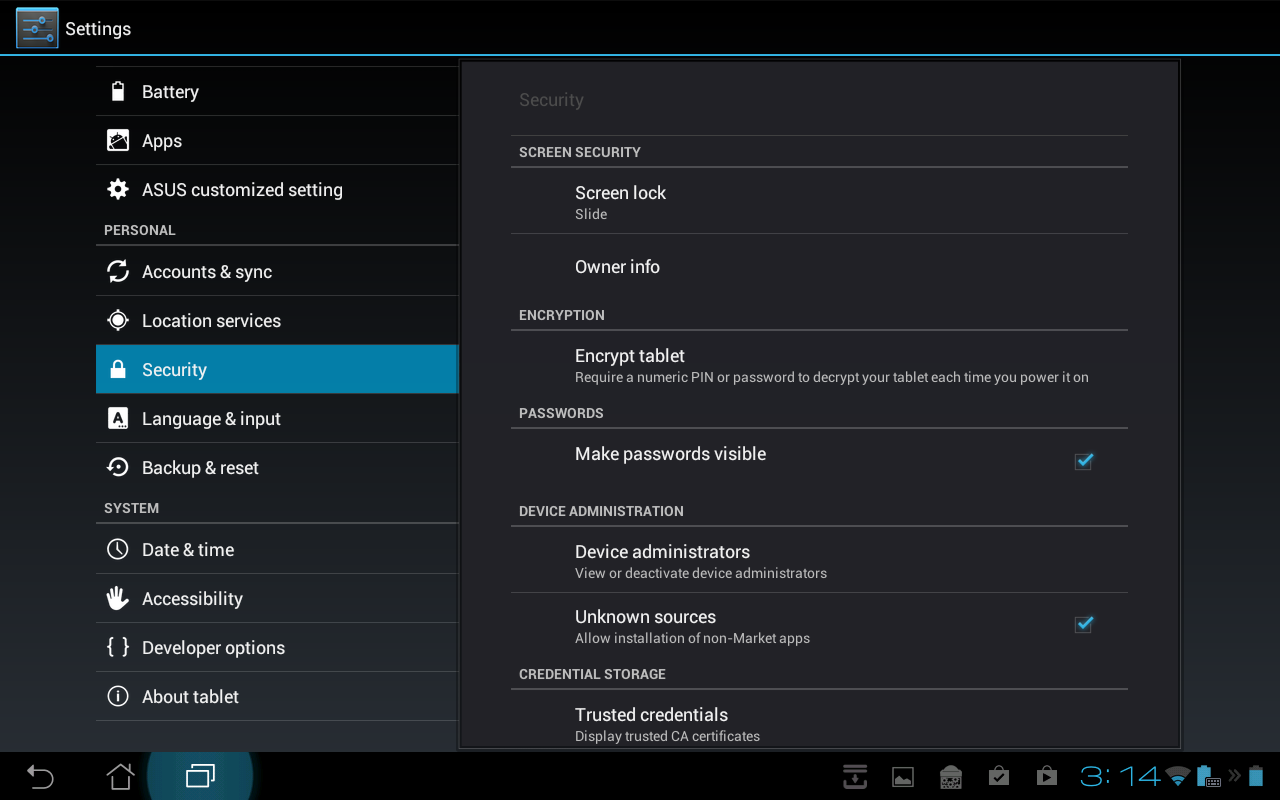 Settings
Battery
Apps
ASUS customized setting
PERSONAL
Accounts & sync
Location services
Security
Language & input
Backup & reset
SYSTEM
Date & time
Accessibility
Developer options
About tablet
Security
SCREEN SECURITY
Screen lock
Slide
Owner info
ENCRYPTION
Encrypt tablet
Require a numeric PIN or password to decrypt your tablet each time you power it on
PASSWORDS
Make passwords visible
DEVICE ADMINISTRATION
Device administrators
View or deactivate device administrators
Unknown sources
Allow installation of non-Market apps
CREDENTIAL STORAGE
Trusted credentials
Display trusted CA certificates
3:14